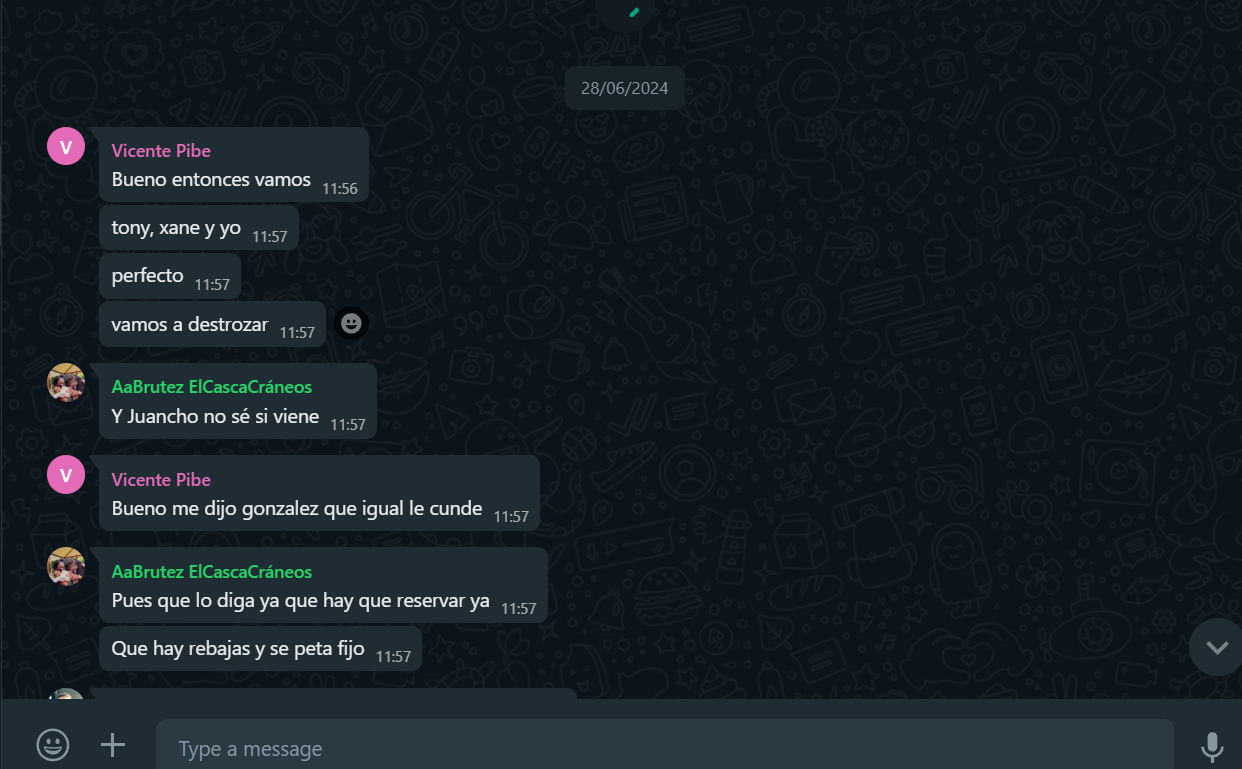 28/06/2024
V
Vicente Pibe
Bueno entonces vamos 11:56
tony, xane y yo 11:57
perfecto 11:57
vamos a destrozar 11:57
AaBrutez ElCascaCráneos
Y Juancho no sé si viene 11:57
V
Vicente Pibe
Bueno me dijo gonzalez que igual le cunde 11:57
AaBrutez ElCascaCráneos
Pues que lo diga ya que hay que reservar ya 11:57
Que hay rebajas y se peta fijo 11:57
Type a message